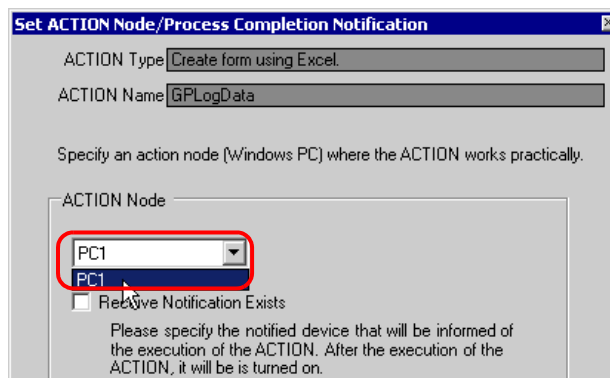 Set ACTION Node/Process Completion Notification
ACTION Type Create form using Excel.
ACTION Name GPLogData
Specify an action node (Windows PC) where the ACTION works practically.
ACTION Node
PC1
PC1
Receive Notification Exists
Please specify the notified device that will be informed of
the execution of the ACTION. After the execution of the
ACTION, it will be is turned on.